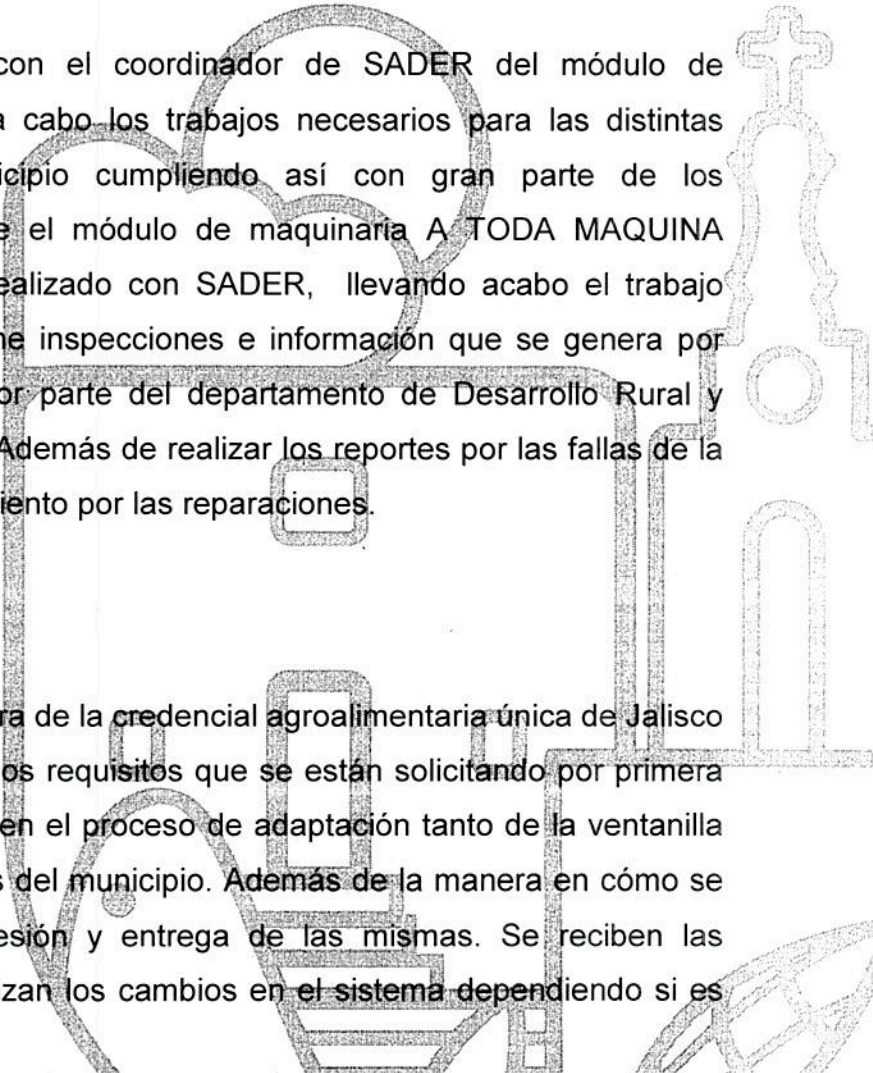 con el coordinador de SADER del módulo de
a cabo los trabajos necesarios para las distintas
icipio cumpliendo así con gran parte de los
e el módulo de maquinaria A TODA MAQUINA
ealizado con SADER, llevando acabo el trabajo
ne inspecciones e información que se genera por
or parte del departamento de Desarrollo Rural y
Además de realizar los reportes por las fallas de la
iento por las reparaciones.
ra de la credencial agroalimentaria única de Jalisco
os requisitos que se están solicitando por primera
en el proceso de adaptación tanto de la ventanilla
s del municipio. Además de la manera en cómo se
esión y entrega de las mismas. Se reciben las
izan los cambios en el sistema dependiendo si es